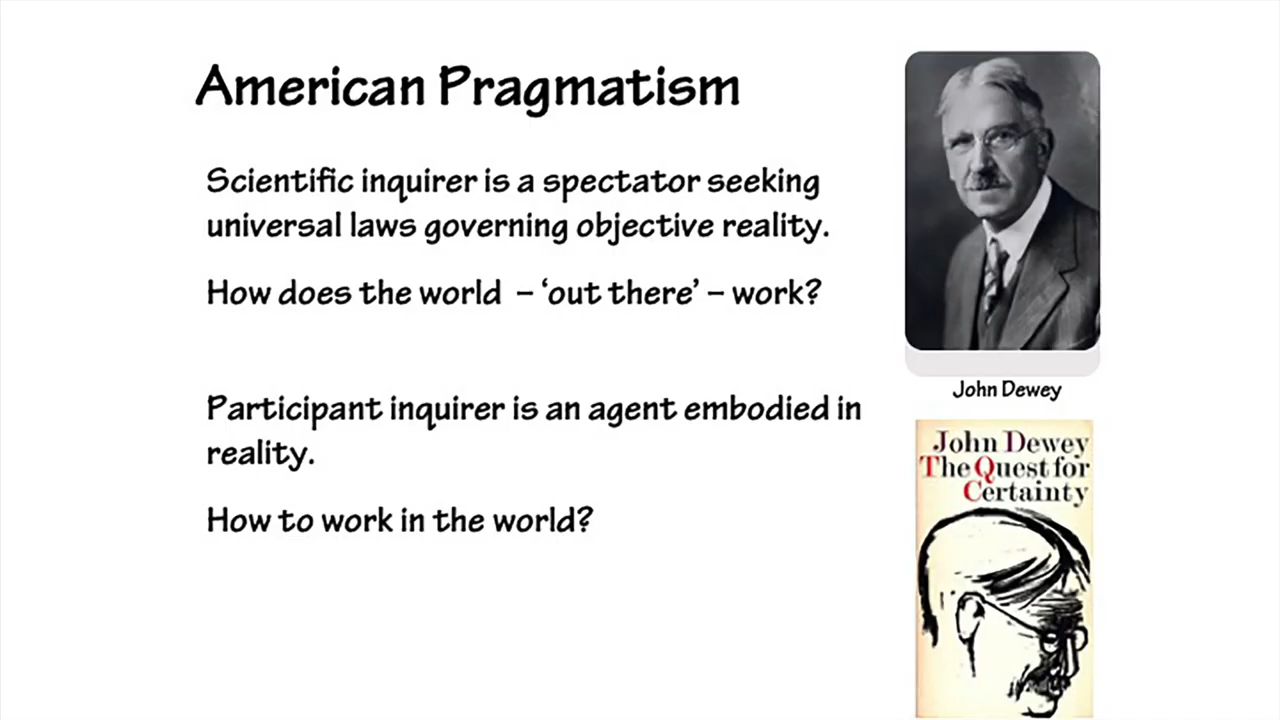 American Pragmatism
Scientific inquirer is a spectator seeking
universal laws governing objective reality.
How does the world – ‘out there’ – work?
Participant inquirer is an agent embodied in
reality.
How to work in the world?
John Dewey
John Dewey
The Quest for
Certainty